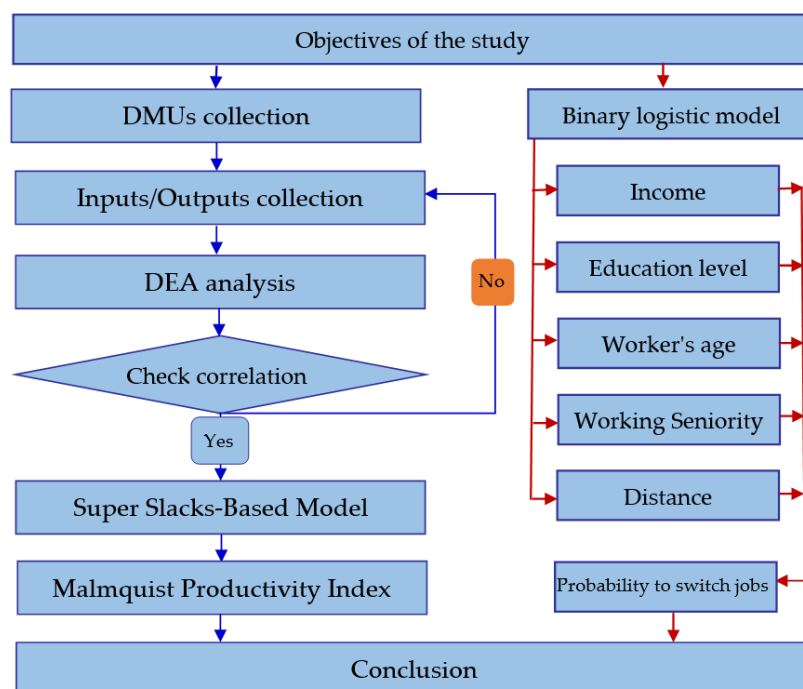 Objectives of the study
DMUs collection
Inputs/Outputs collection
DEA analysis
No
Check correlation
Yes
Super Slacks-Based Model
Malmquist Productivity Index
Binary logistic model
Income
Education level
Worker's age
Working Seniority
Distance
Probability to switch jobs
Conclusion